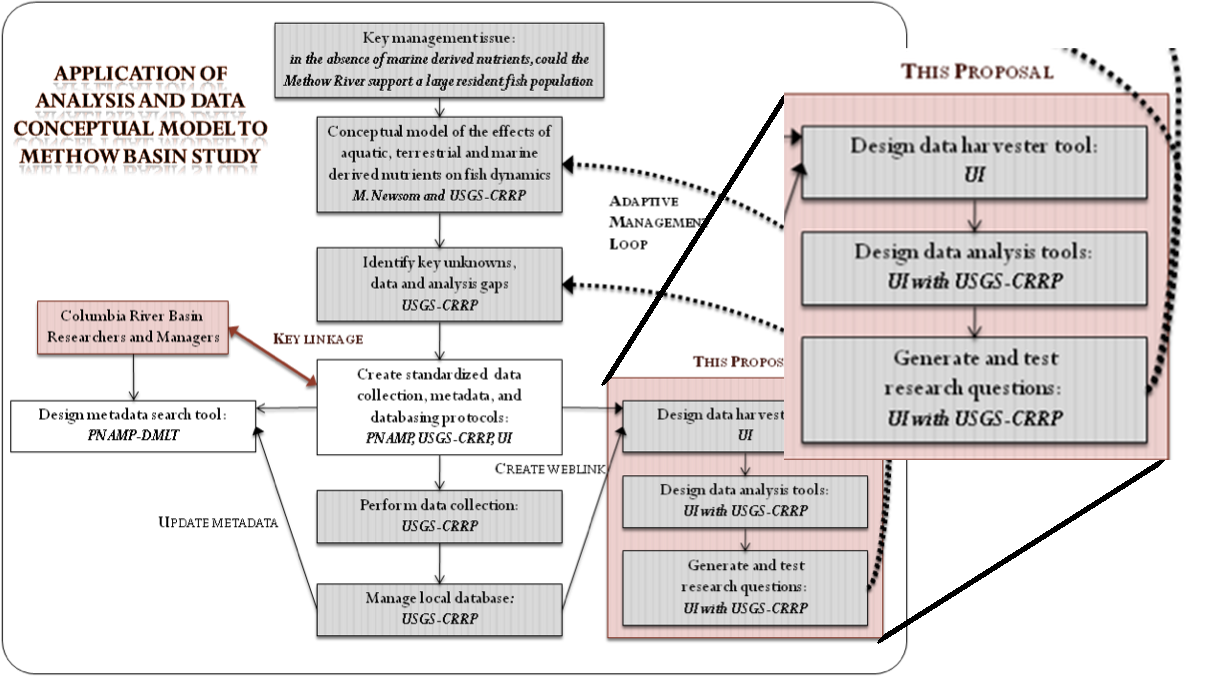 APPLICATION OF
ANALYSIS AND DATA
CONCEPTUAL MODEL TO
METHOW BASIN STUDY
Key management issue:
in the absence of marine derived nutrients, could the
Methow River support a large resident fish population
Conceptual model of the effects of
aquatic, terrestrial and marine
derived nutrients on fish dynamics
M. Newsom and USGS-CRRP
Identify key unknowns,
data and analysis gaps
USGS-CRRP
ADAPTIVE
MANAGEMENT
LOOP
Columbia River Basin
Researchers and Managers
KEY LINKAGE
Create standardized data
collection, metadata, and
databasing protocols:
PNAMP, USGS-CRRP, UI
Design metadata search tool:
PNAMP-DMLT
UPDATE METADATA
CREATE WEBLINK
Perform data collection:
USGS-CRRP
Manage local database:
USGS-CRRP
THIS PROPOS
Design data harvest
UI
Design data analysis tools:
UI with USGS-CRRP
Generate and test
research questions:
UI with USGS-CRRP
THIS PROPOSAL
Design data harvester tool:
UI
Design data analysis tools:
UI with USGS-CRRP
Generate and test
research questions:
UI with USGS-CRRP